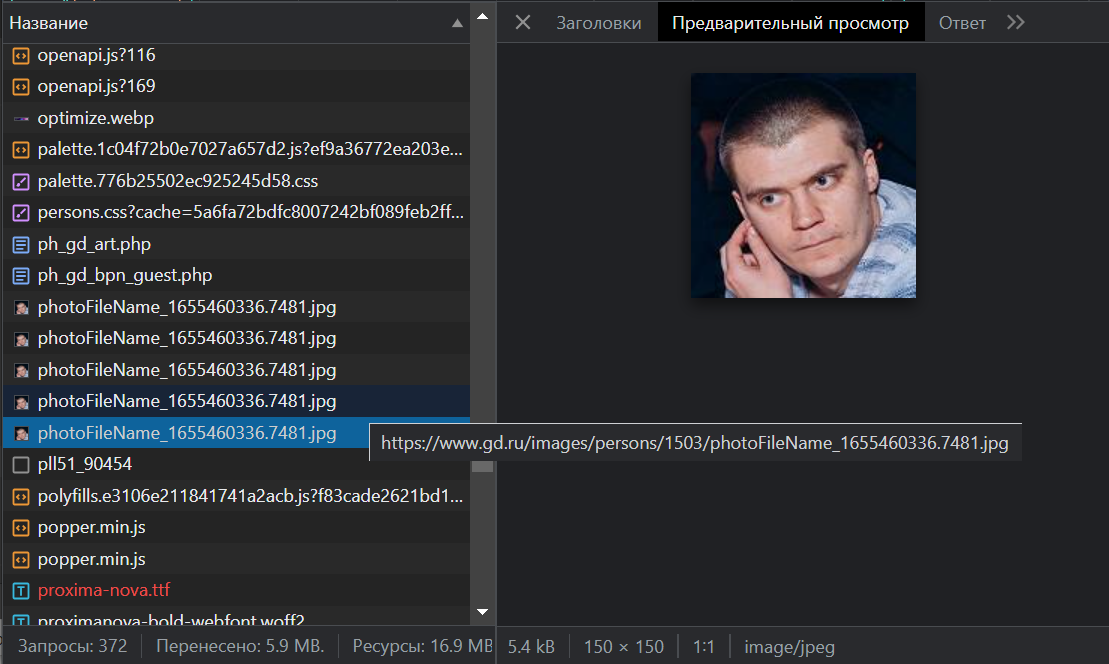 Название
openapi.js?116
openapi.js?169
optimize.webp
palette.1c04f72b0e7027a657d2.js?ef9a36772ea203e...
palette.776b25502ec925245d58.css
persons.css?cache=5a6fa72bdfc8007242bf089feb2ff...
ph_gd_art.php
ph_gd_bpn_guest.php
photoFileName_1655460336.7481.jpg
photoFileName_1655460336.7481.jpg
photoFileName_1655460336.7481.jpg
photoFileName_1655460336.7481.jpg
photoFileName_1655460336.7481.jpg
pll51_90454
polyfills.e3106e211841741a2acb.js?f83cade2621bd1...
popper.min.js
popper.min.js
proxima-nova.ttf
proximanova-bold-webfont.woff2
Запросы: 372 Перенесено: 5.9 MB. Ресурсы: 16.9 MB
Заголовки Предварительный просмотр Ответ
https://www.gd.ru/images/persons/1503/photoFileName_1655460336.7481.jpg
5.4 kB 150 × 150 1:1 image/jpeg